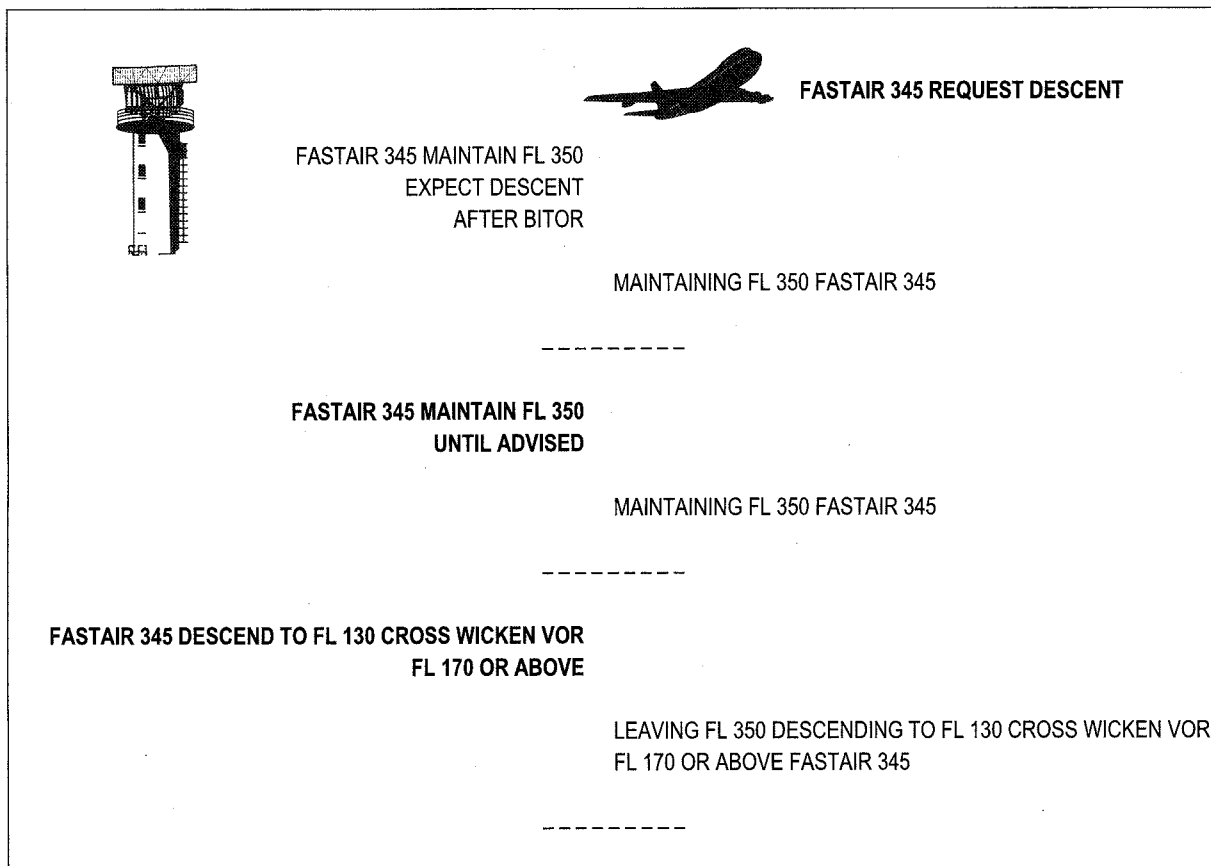 FASTAIR 345 REQUEST DESCENT
FASTAIR 345 MAINTAIN FL 350
EXPECT DESCENT
AFTER BITOR
MAINTAINING FL 350 FASTAIR 345
– – – – – – – – –
FASTAIR 345 MAINTAIN FL 350
UNTIL ADVISED
MAINTAINING FL 350 FASTAIR 345
– – – – – – – – –
FASTAIR 345 DESCEND TO FL 130 CROSS WICKEN VOR
FL 170 OR ABOVE
LEAVING FL 350 DESCENDING TO FL 130 CROSS WICKEN VOR
FL 170 OR ABOVE FASTAIR 345
– – – – – – – – –